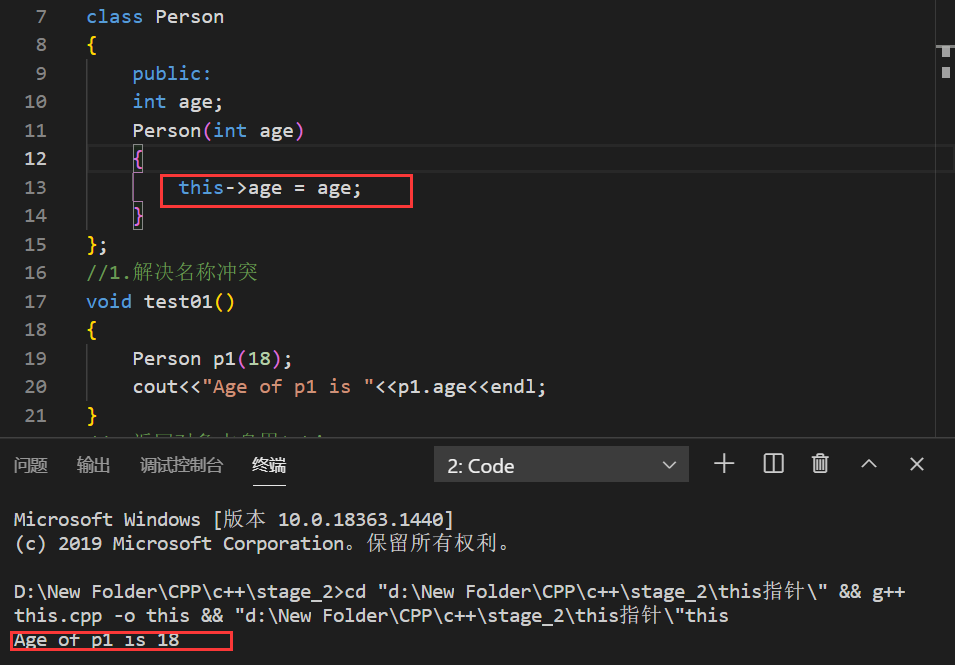 7 class Person
8 {
9 public:
10 int age;
11 Person(int age)
12 {
13 this->age = age;
14 }
15 };
16 //1.解决名称冲突
17 void test01()
18 {
19 Person p1(18);
20 cout<<"Age of p1 is "<<p1.age<<endl;
21 }
问题 输出 调试控制台 终端 2: Code
Microsoft Windows [版本 10.0.18363.1440]
(c) 2019 Microsoft Corporation。保留所有权利。
D:\New Folder\CPP\c++\stage_2>cd "d:\New Folder\CPP\c++\stage_2\this指针\" && g++
this.cpp -o this && "d:\New Folder\CPP\c++\stage_2\this指针\"this
Age of p1 is 18